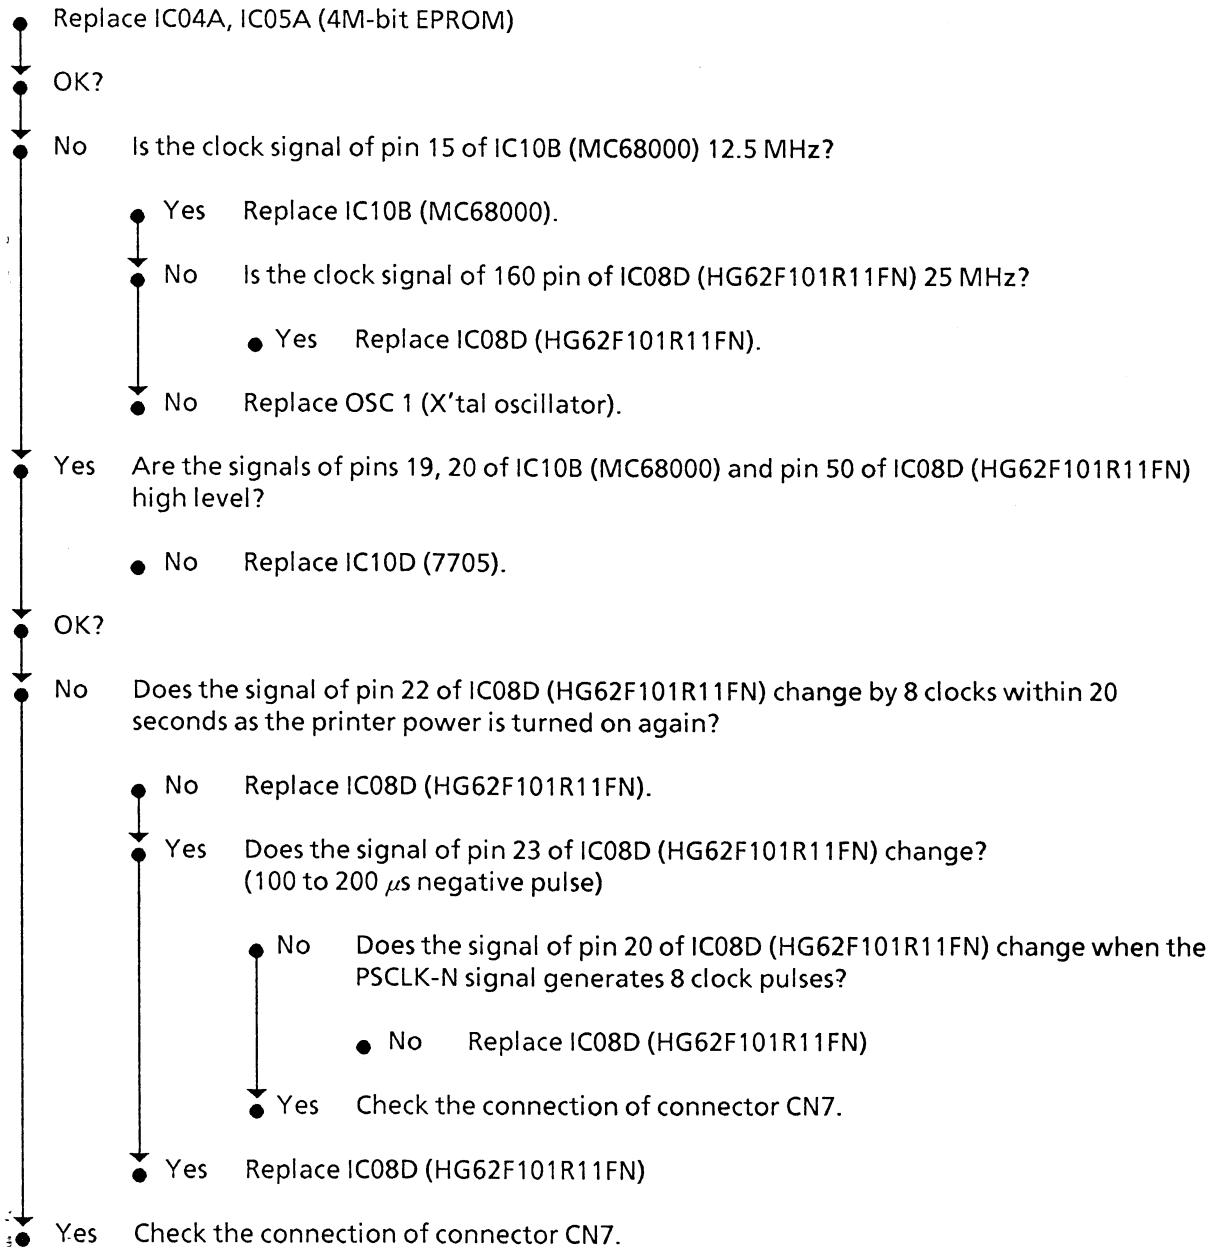 Replace IC04A, IC05A (4M-bit EPROM)
OK?
No Is the clock signal of pin 15 of IC10B (MC68000) 12.5 MHz?
Yes Replace IC10B (MC68000).
No Is the clock signal of 160 pin of IC08D (HG62F101R11FN) 25 MHz?
Yes Replace IC08D (HG62F101R11FN).
No Replace OSC 1 (X'tal oscillator).
Yes Are the signals of pins 19, 20 of IC10B (MC68000) and pin 50 of IC08D (HG62F101R11FN)
high level?
No Replace IC10D (7705).
OK?
No Does the signal of pin 22 of IC08D (HG62F101R11FN) change by 8 clocks within 20
seconds as the printer power is turned on again?
No Replace IC08D (HG62F101R11FN).
Yes Does the signal of pin 23 of IC08D (HG62F101R11FN) change?
(100 to 200 μs negative pulse)
No Does the signal of pin 20 of IC08D (HG62F101R11FN) change when the
PSCLK-N signal generates 8 clock pulses?
No Replace IC08D (HG62F101R11FN)
Yes Check the connection of connector CN7.
Yes Replace IC08D (HG62F101R11FN)
Yes Check the connection of connector CN7.